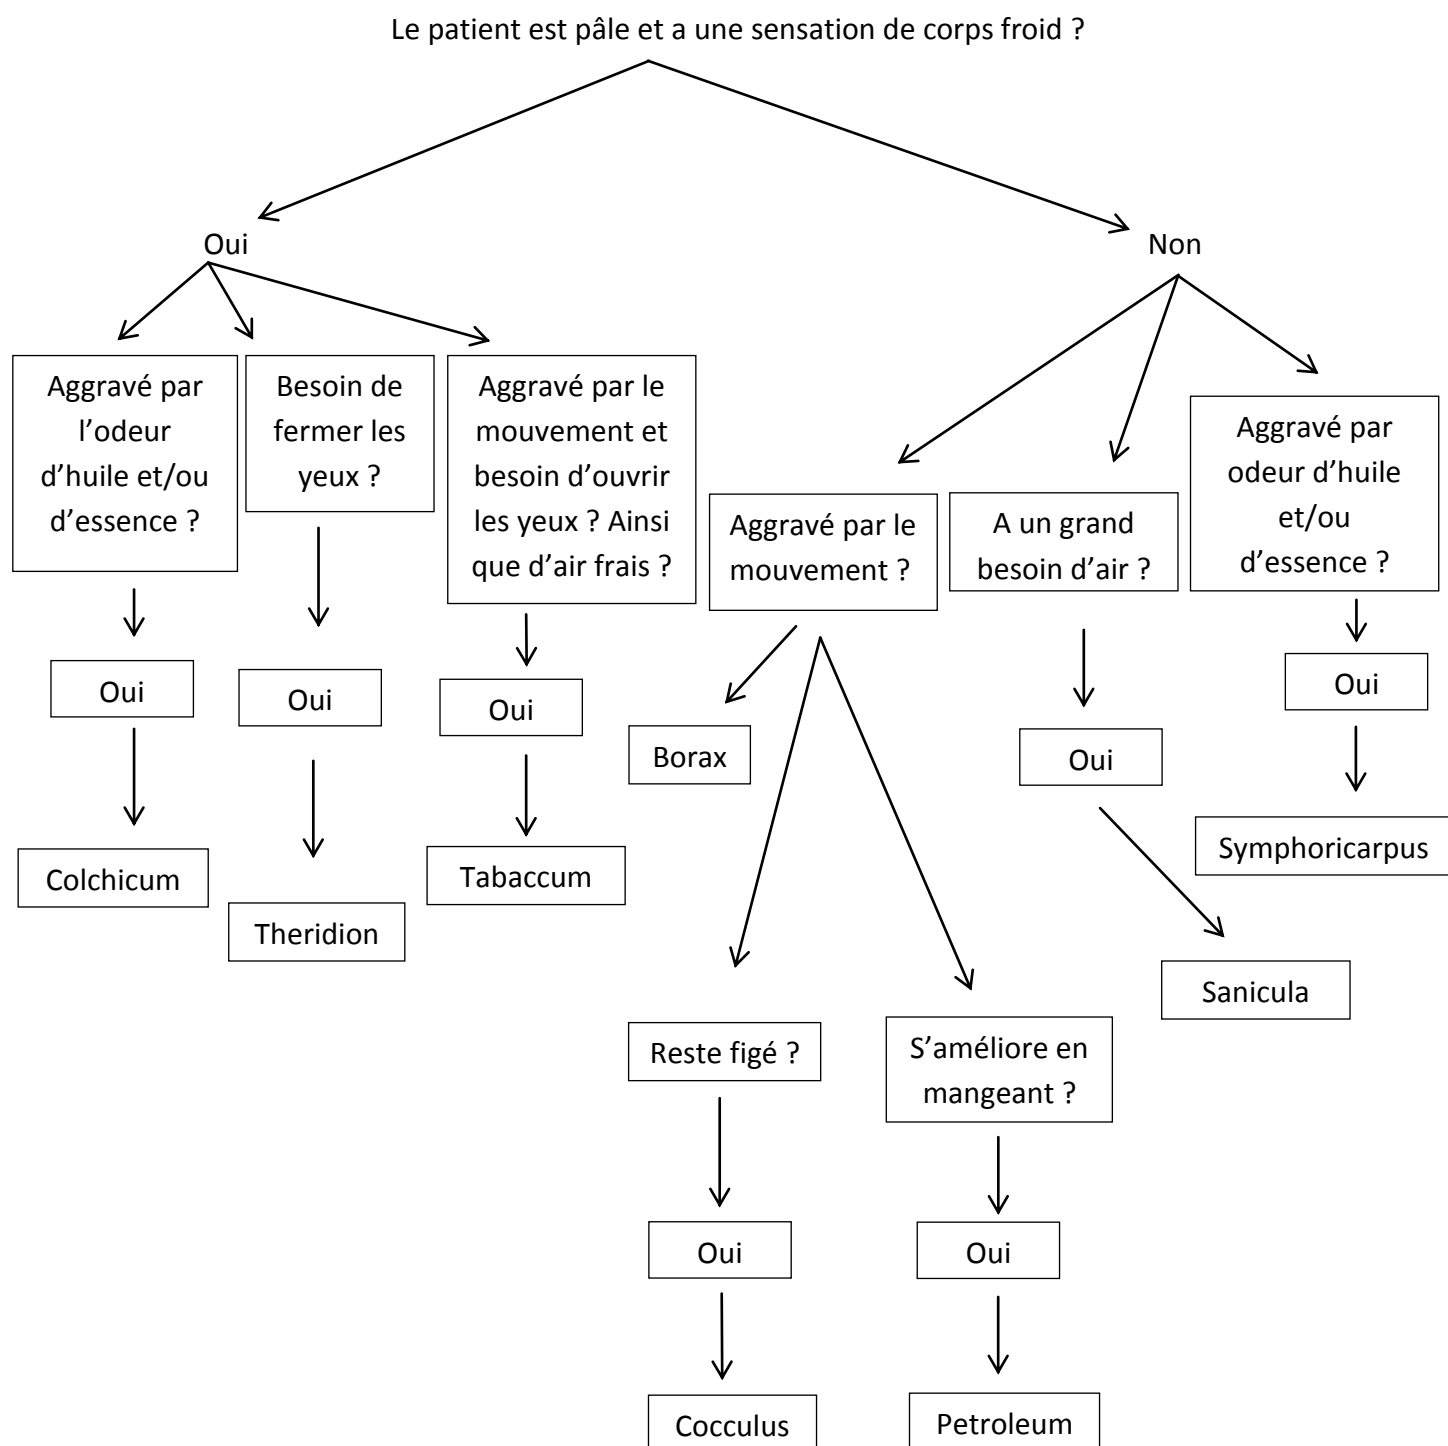 Le patient est pâle et a une sensation de corps froid ?
Oui
Non
Aggravé par
l'odeur
d'huile et/ou
d'essence ?
Besoin de
fermer les
yeux ?
Aggravé par le
mouvement et
besoin d'ouvrir
les yeux ? Ainsi
que d'air frais ?
Aggravé par le
mouvement ?
A un grand
besoin d'air ?
Aggravé par
odeur d'huile
et/ou
d'essence ?
Oui
Oui
Oui
Borax
Oui
Oui
Colchicum
Theridion
Tabaccum
Symphoricarpus
Sanicula
Reste figé ?
S'améliore en
mangeant ?
Oui
Oui
Cocculus
Petroleum